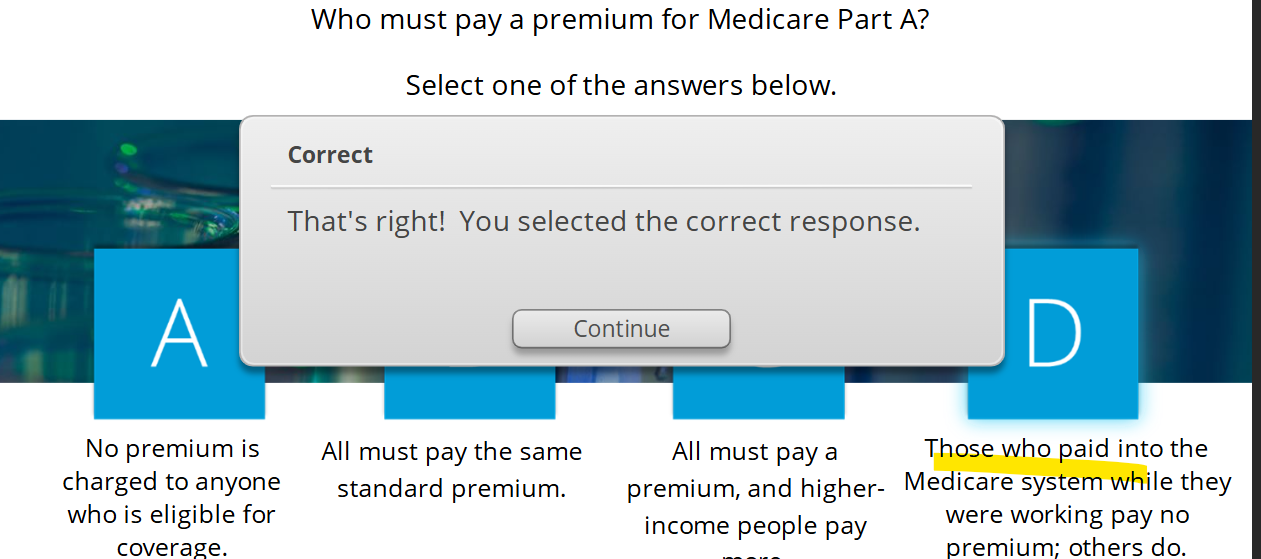 Who must pay a premium for Medicare Part A?
Select one of the answers below.
Correct
That's right!  You selected the correct response.
Continue
A
D
No premium is
charged to anyone
who is eligible for
coverage.
All must pay the same
standard premium.
All must pay a
premium, and higher-
income people pay
Those who paid into the
Medicare system while they
were working pay no
premium; others do.